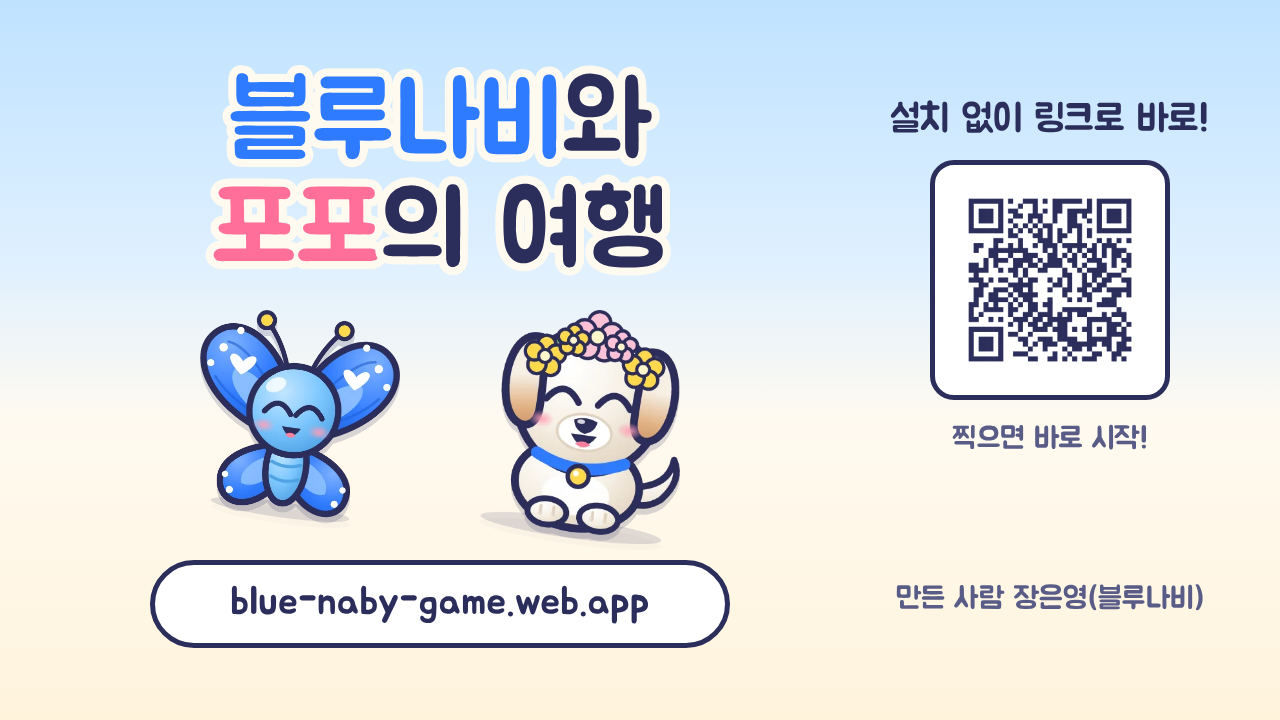 블루나비와
포포의 여행
blue-naby-game.web.app
설치 없이 링크로 바로!
찍으면 바로 시작!
만든 사람 장은영(블루나비)